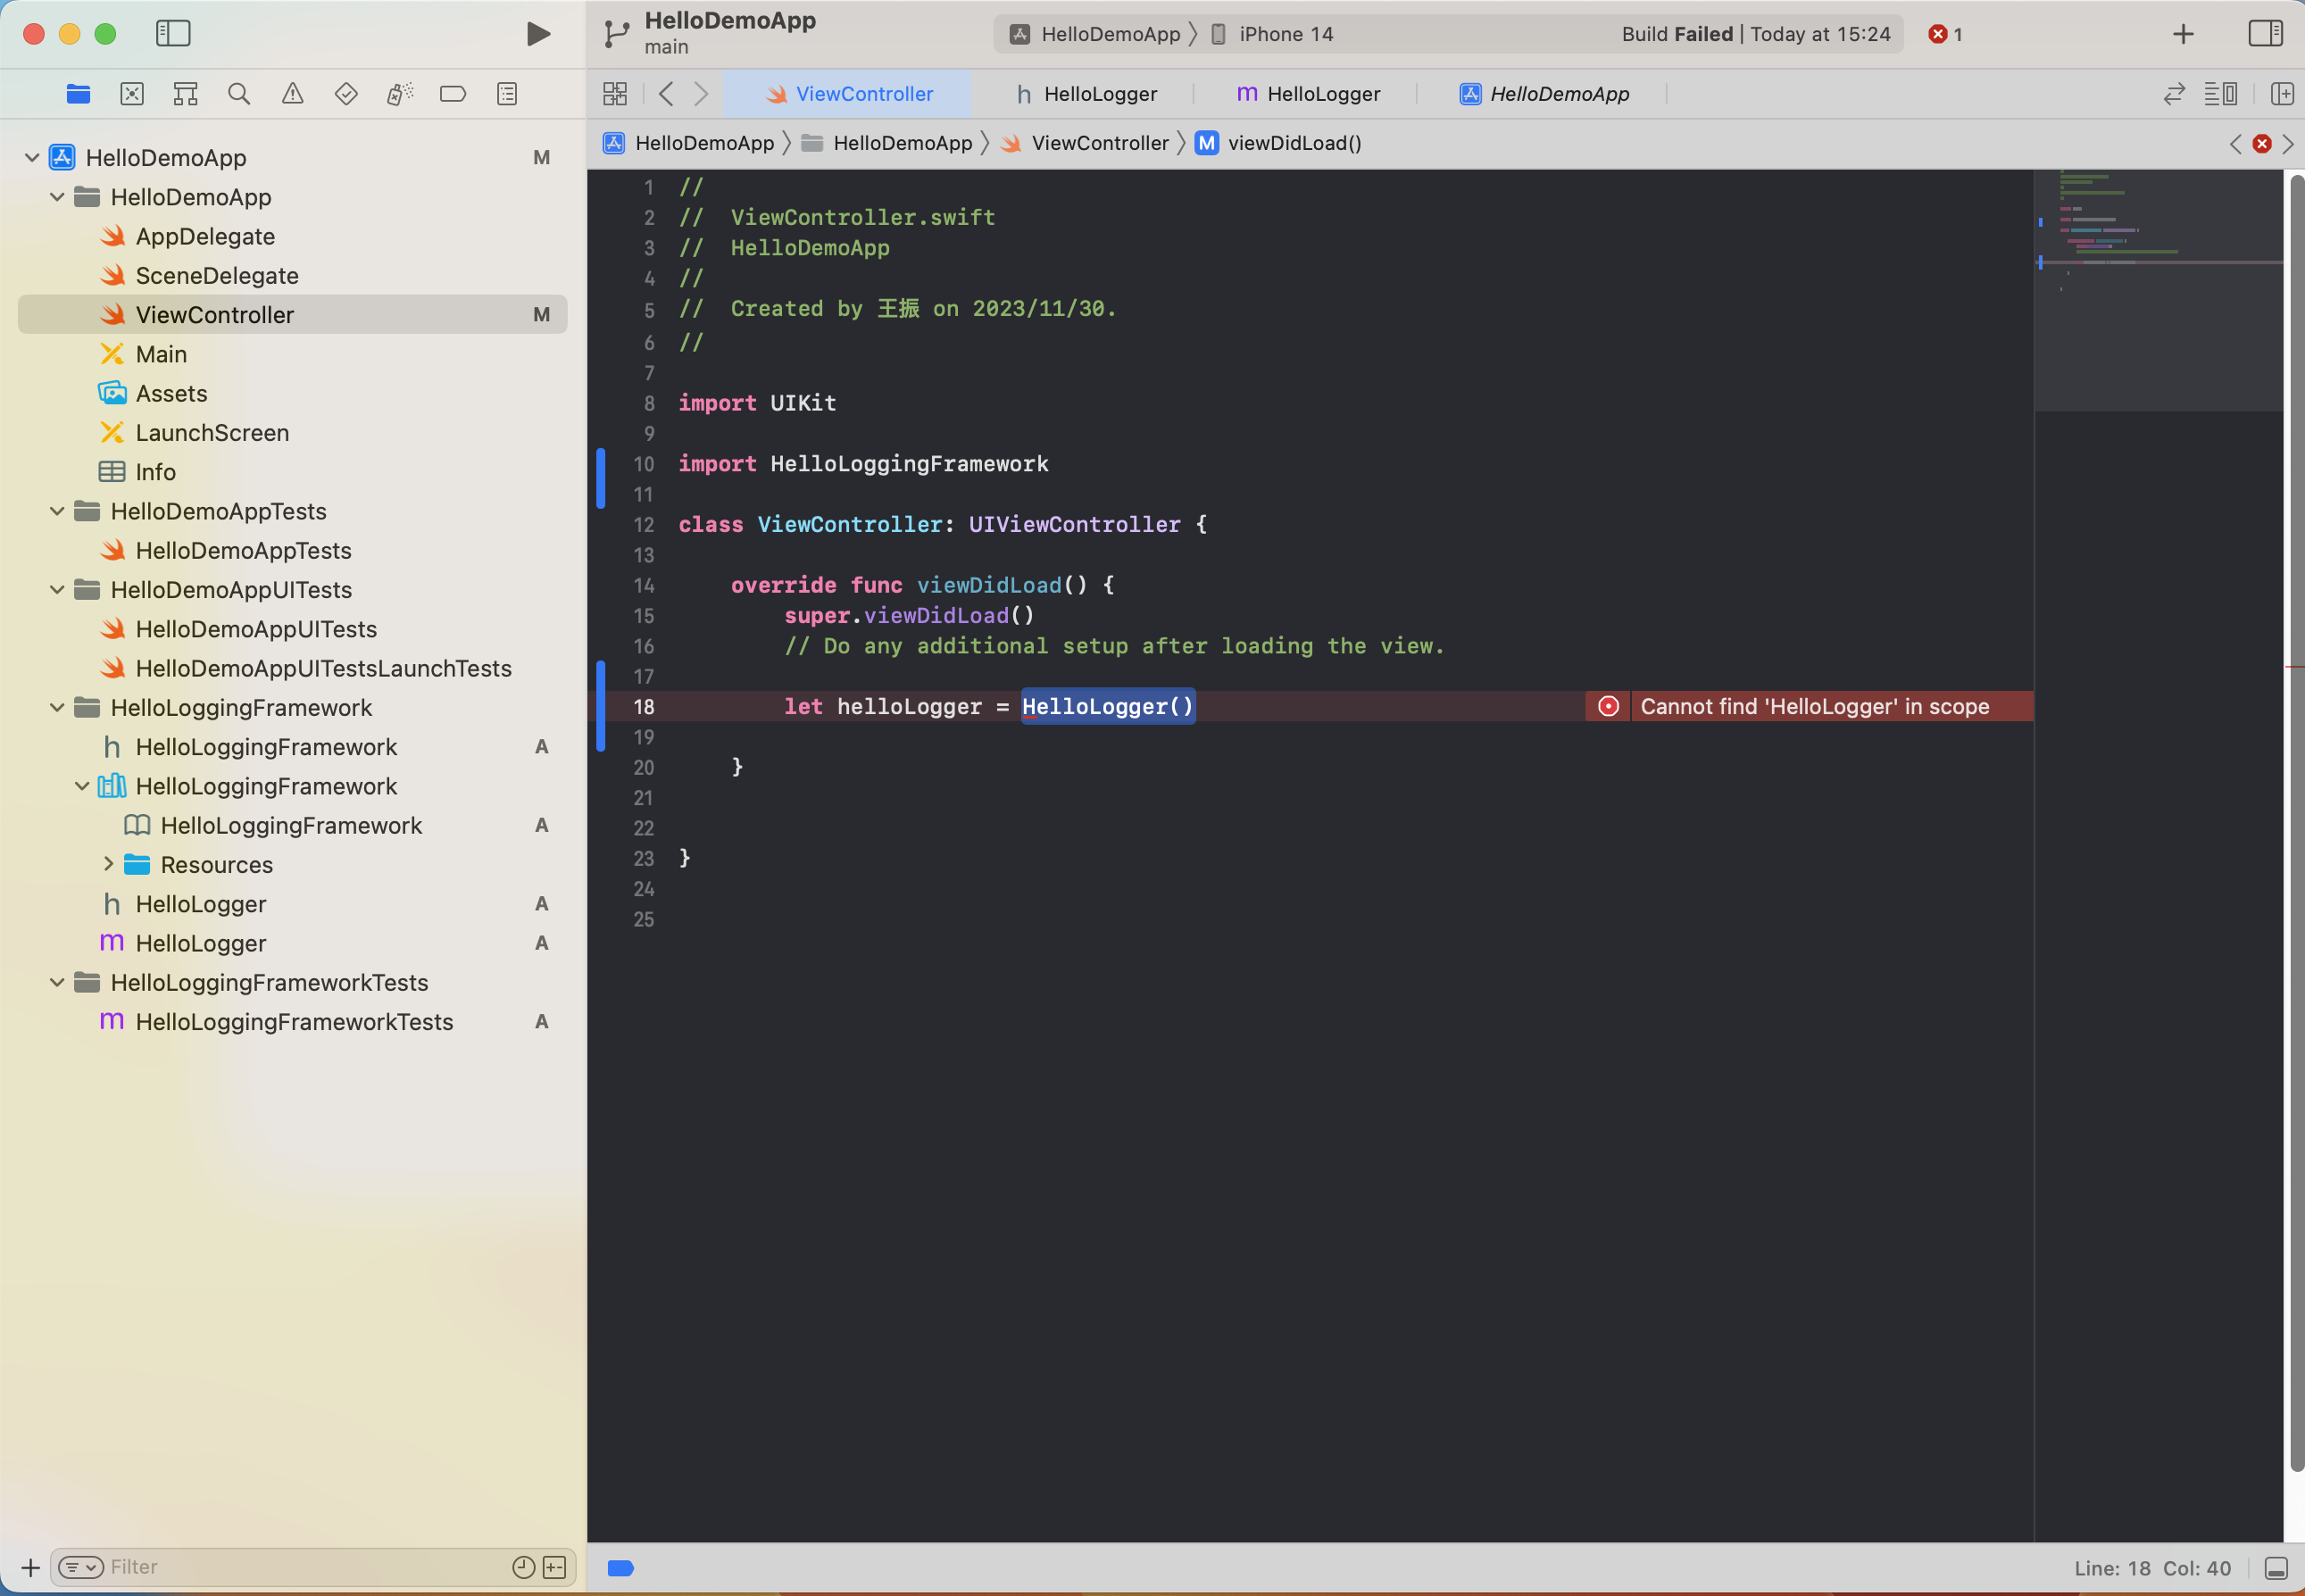 HelloDemoApp
main
HelloDemoApp
iPhone 14
Build Failed | Today at 15:24
1
ViewController
h HelloLogger
m HelloLogger
HelloDemoApp
HelloDemoApp
HelloDemoApp
ViewController
M viewDidLoad()
HelloDemoApp M
HelloDemoApp
AppDelegate
SceneDelegate
ViewController M
Main
Assets
LaunchScreen
Info
HelloDemoAppTests
HelloDemoAppTests
HelloDemoAppUITests
HelloDemoAppUITests
HelloDemoAppUITestsLaunchTests
HelloLoggingFramework
h HelloLoggingFramework A
HelloLoggingFramework
HelloLoggingFramework A
Resources
h HelloLogger A
m HelloLogger A
HelloLoggingFrameworkTests
m HelloLoggingFrameworkTests A
Filter
1 //
2 // ViewController.swift
3 // HelloDemoApp
4 //
5 // Created by 王振 on 2023/11/30.
6 //
7
8 import UIKit
9
10 import HelloLoggingFramework
11
12 class ViewController: UIViewController {
13
14 override func viewDidLoad() {
15 super.viewDidLoad()
16 // Do any additional setup after loading the view.
17
18 let helloLogger = HelloLogger() Cannot find 'HelloLogger' in scope
19
20 }
21
22
23 }
24
25
Line: 18 Col: 40